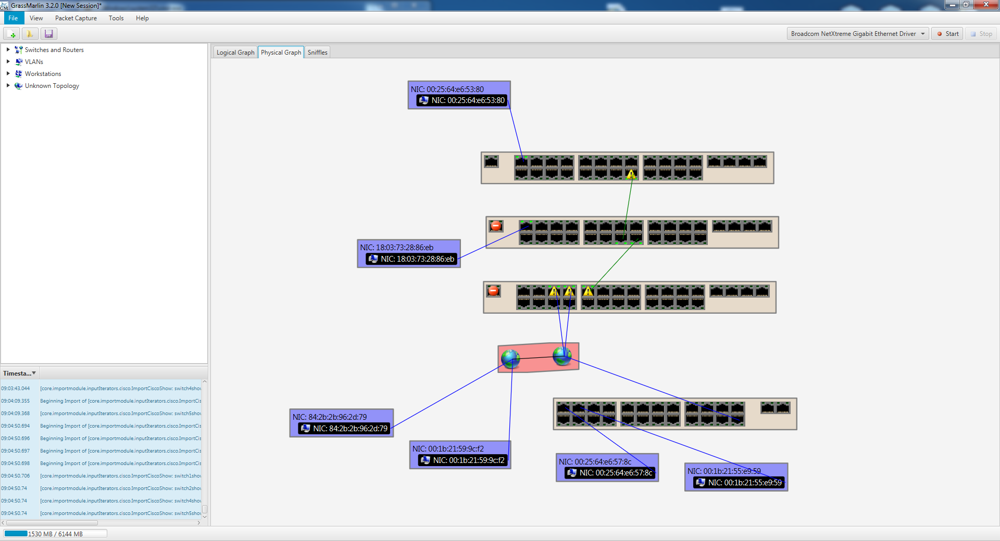 GrassMarlin 3.2.0 [New Session]*
File View Packet Capture Tools Help
Broadcom NetXtreme Gigabit Ethernet Driver Start Stop
Switches and Routers
VLANs
Workstations
Unknown Topology
Logical Graph Physical Graph Sniffles
NIC: 00:25:64:e6:53:80
NIC: 00:25:64:e6:53:80
NIC: 18:03:73:28:86:eb
NIC: 18:03:73:28:86:eb
NIC: 84:2b:2b:96:2d:79
NIC: 84:2b:2b:96:2d:79
NIC: 00:1b:21:59:9c:f2
NIC: 00:1b:21:59:9c:f2
NIC: 00:25:64:e6:57:8c
NIC: 00:25:64:e6:57:8c
NIC: 00:1b:21:55:e9:59
NIC: 00:1b:21:55:e9:59
Timesta...
09:03:43.044 [core.importmodule.inputIterators.cisco.ImportCiscoShow: switch4show
09:04:09.355 Beginning Import of [core.importmodule.inputIterators.cisco.ImportCis
09:04:09.368 [core.importmodule.inputIterators.cisco.ImportCiscoShow: switch5show
09:04:50.694 Beginning Import of [core.importmodule.inputIterators.cisco.ImportCis
09:04:50.696 Beginning Import of [core.importmodule.inputIterators.cisco.ImportCis
09:04:50.697 Beginning Import of [core.importmodule.inputIterators.cisco.ImportCis
09:04:50.698 Beginning Import of [core.importmodule.inputIterators.cisco.ImportCis
09:04:50.706 [core.importmodule.inputIterators.cisco.ImportCiscoShow: switch1show
09:04:50.74 [core.importmodule.inputIterators.cisco.ImportCiscoShow: switch2show
09:04:50.74 [core.importmodule.inputIterators.cisco.ImportCiscoShow: switch4show
09:04:50.74 [core.importmodule.inputIterators.cisco.ImportCiscoShow: switch5show
1530 MB / 6144 MB